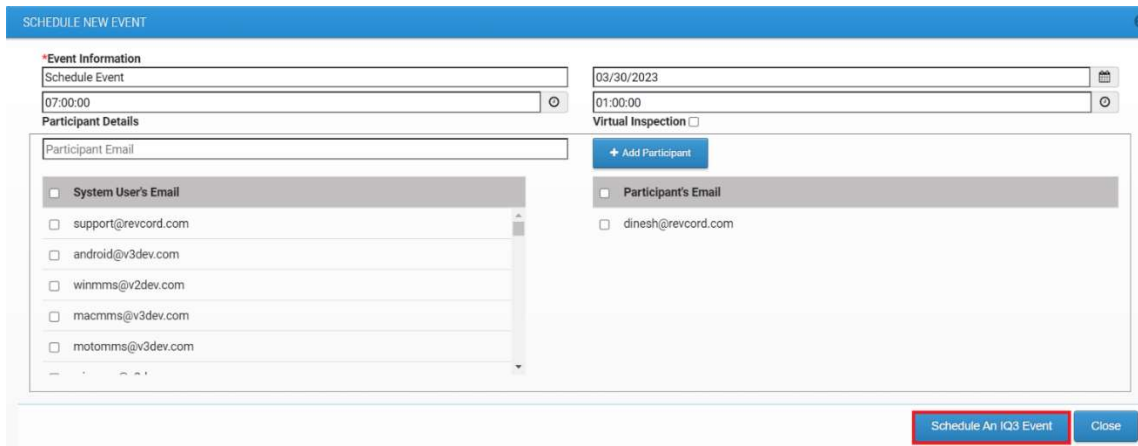 SCHEDULE NEW EVENT
*Event Information
Schedule Event
03/30/2023
07:00:00
01:00:00
Participant Details
Virtual Inspection
Participant Email
+ Add Participant
System User's Email
Participant's Email
support@revcord.com
dinesh@revcord.com
android@v3dev.com
winmms@v2dev.com
macmms@v3dev.com
motomms@v3dev.com
Schedule An IQ3 Event
Close